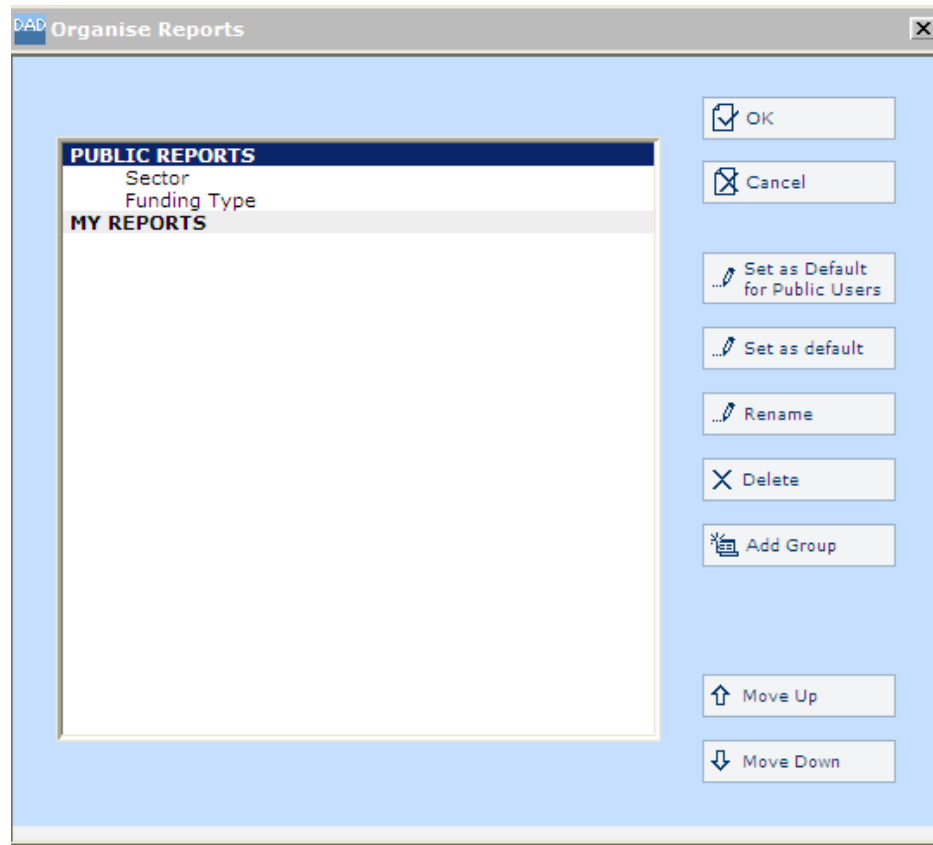 DAD Organise Reports
PUBLIC REPORTS
Sector
Funding Type
MY REPORTS
OK
Cancel
Set as Default
for Public Users
Set as default
Rename
Delete
Add Group
Move Up
Move Down